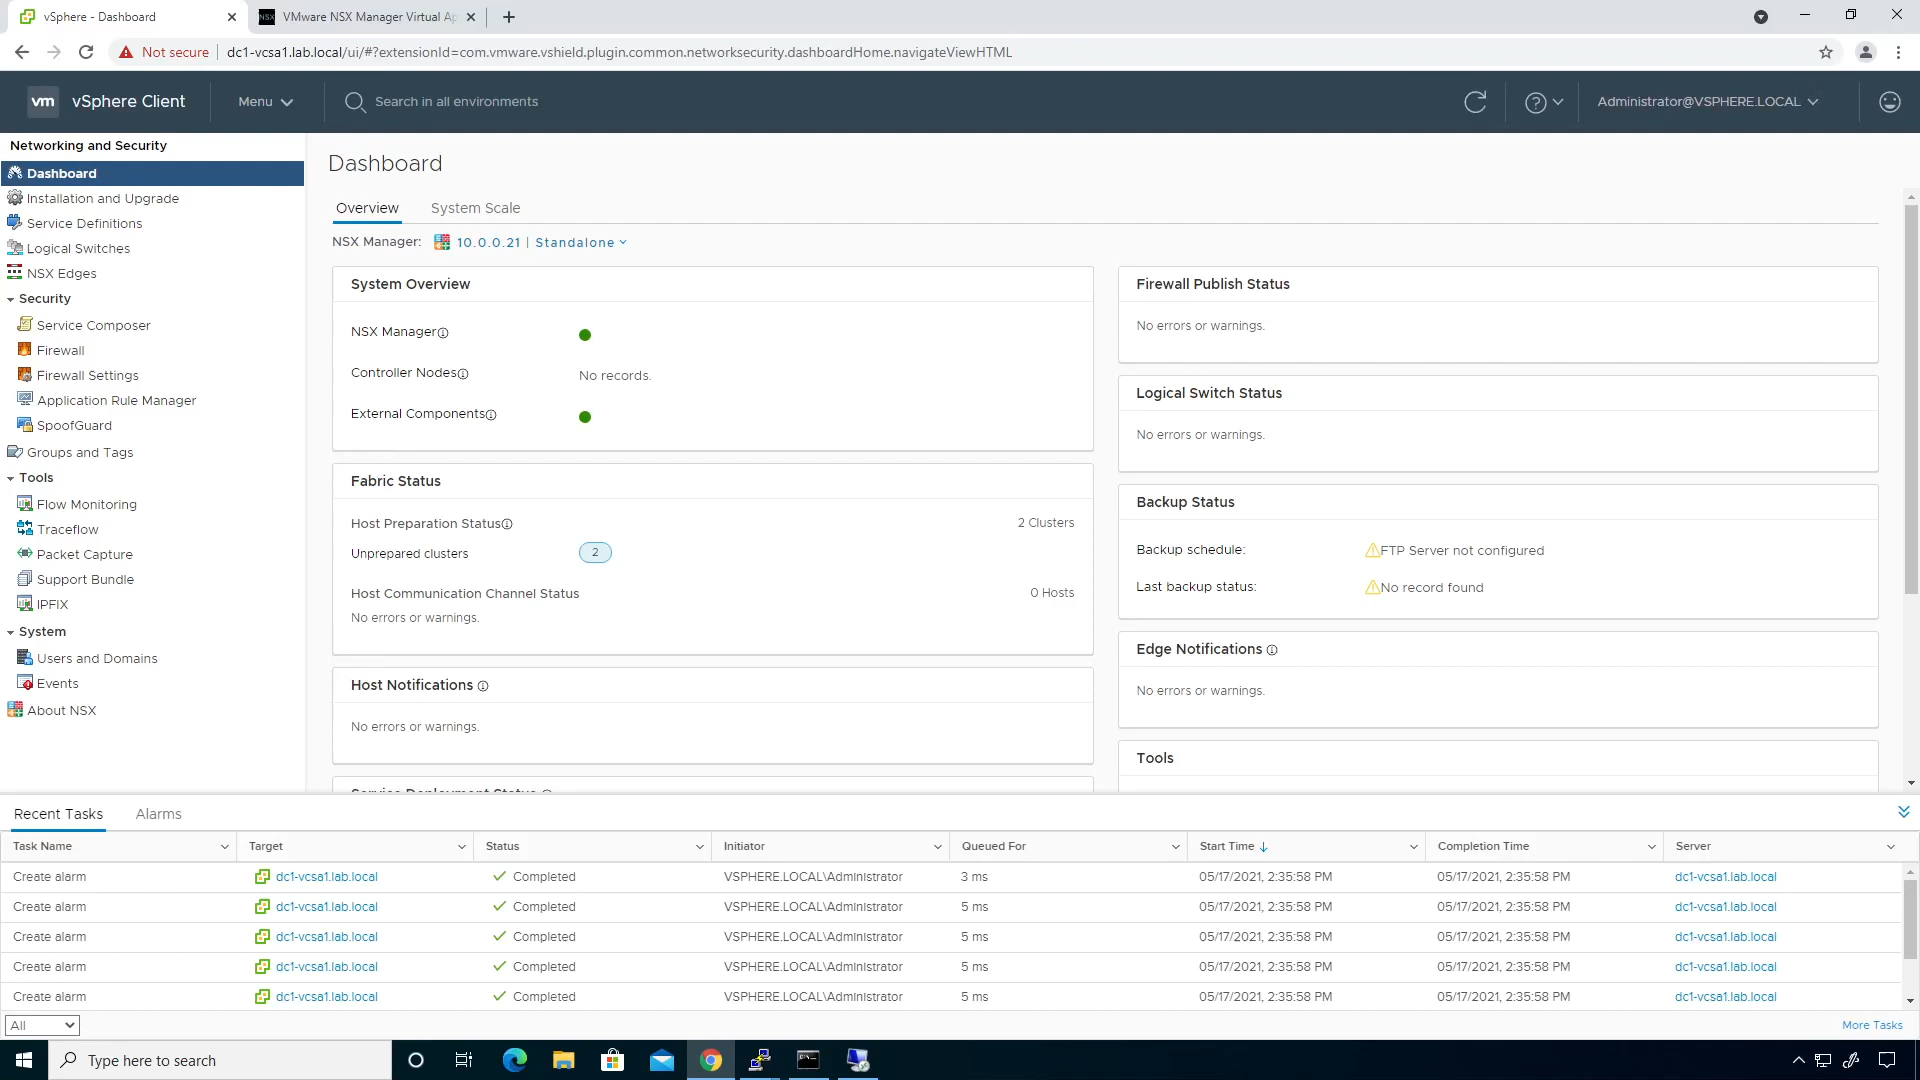 vSphere - Dashboard
VMware NSX Manager Virtual Ap
Not secure
dc1-vcsa1.lab.local/ui/#?extensionId=com.vmware.vshield.plugin.common.networksecurity.dashboardHome.navigateViewHTML
vm vSphere Client
Menu
Search in all environments
Administrator@VSPHERE.LOCAL
Networking and Security
Dashboard
Installation and Upgrade
Service Definitions
Logical Switches
NSX Edges
Security
Service Composer
Firewall
Firewall Settings
Application Rule Manager
SpoofGuard
Groups and Tags
Tools
Flow Monitoring
Traceflow
Packet Capture
Support Bundle
IPFIX
System
Users and Domains
Events
About NSX
Dashboard
Overview System Scale
NSX Manager: 10.0.0.21 | Standalone
System Overview
NSX Manager
Controller Nodes No records.
External Components
Fabric Status
Host Preparation Status 2 Clusters
Unprepared clusters 2
Host Communication Channel Status 0 Hosts
No errors or warnings.
Host Notifications
No errors or warnings.
Firewall Publish Status
No errors or warnings.
Logical Switch Status
No errors or warnings.
Backup Status
Backup schedule: FTP Server not configured
Last backup status: No record found
Edge Notifications
No errors or warnings.
Tools
Recent Tasks Alarms
Task Name Target Status Initiator Queued For Start Time Completion Time Server
Create alarm dc1-vcsa1.lab.local Completed VSPHERE.LOCAL\Administrator 3 ms 05/17/2021, 2:35:58 PM 05/17/2021, 2:35:58 PM dc1-vcsa1.lab.local
Create alarm dc1-vcsa1.lab.local Completed VSPHERE.LOCAL\Administrator 5 ms 05/17/2021, 2:35:58 PM 05/17/2021, 2:35:58 PM dc1-vcsa1.lab.local
Create alarm dc1-vcsa1.lab.local Completed VSPHERE.LOCAL\Administrator 5 ms 05/17/2021, 2:35:58 PM 05/17/2021, 2:35:58 PM dc1-vcsa1.lab.local
Create alarm dc1-vcsa1.lab.local Completed VSPHERE.LOCAL\Administrator 5 ms 05/17/2021, 2:35:58 PM 05/17/2021, 2:35:58 PM dc1-vcsa1.lab.local
Create alarm dc1-vcsa1.lab.local Completed VSPHERE.LOCAL\Administrator 5 ms 05/17/2021, 2:35:58 PM 05/17/2021, 2:35:58 PM dc1-vcsa1.lab.local
All
More Tasks
Type here to search